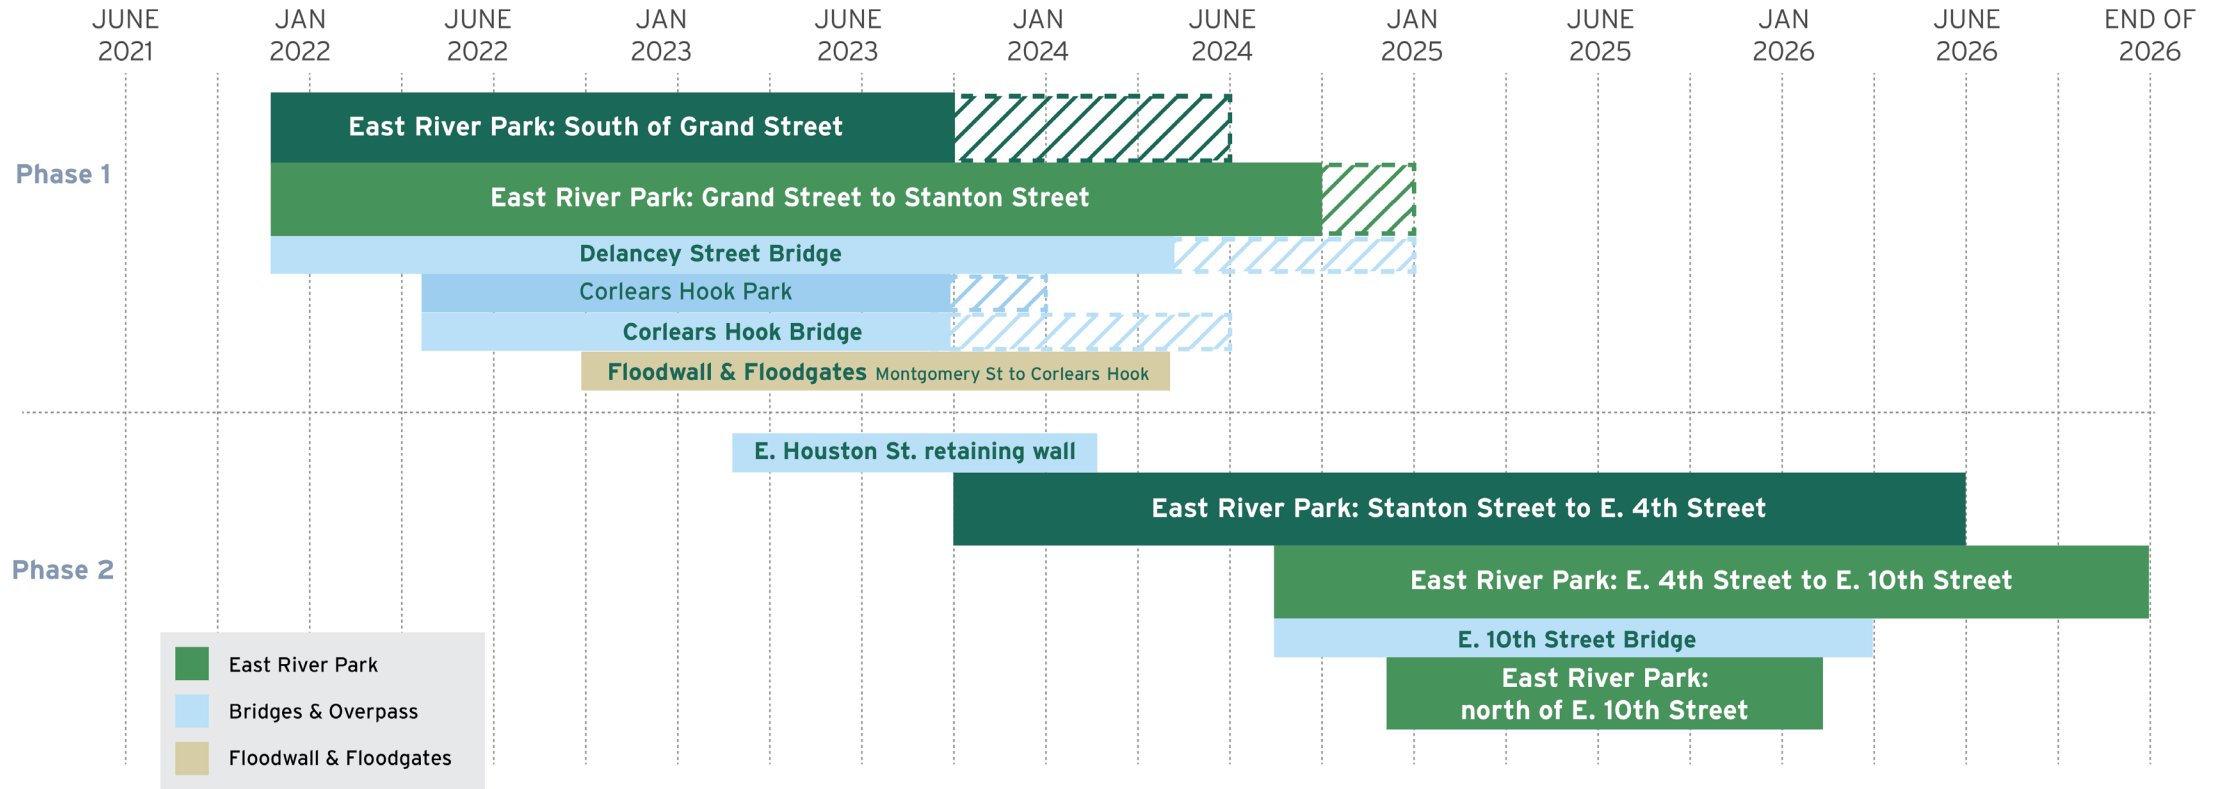 JUNE 2021
JAN 2022
JUNE 2022
JAN 2023
JUNE 2023
JAN 2024
JUNE 2024
JAN 2025
JUNE 2025
JAN 2026
JUNE 2026
END OF 2026
Phase 1
East River Park: South of Grand Street
East River Park: Grand Street to Stanton Street
Delancey Street Bridge
Corlears Hook Park
Corlears Hook Bridge
Floodwall & Floodgates Montgomery St to Corlears Hook
Phase 2
E. Houston St. retaining wall
East River Park: Stanton Street to E. 4th Street
East River Park: E. 4th Street to E. 10th Street
E. 10th Street Bridge
East River Park:
north of E. 10th Street
East River Park
Bridges & Overpass
Floodwall & Floodgates